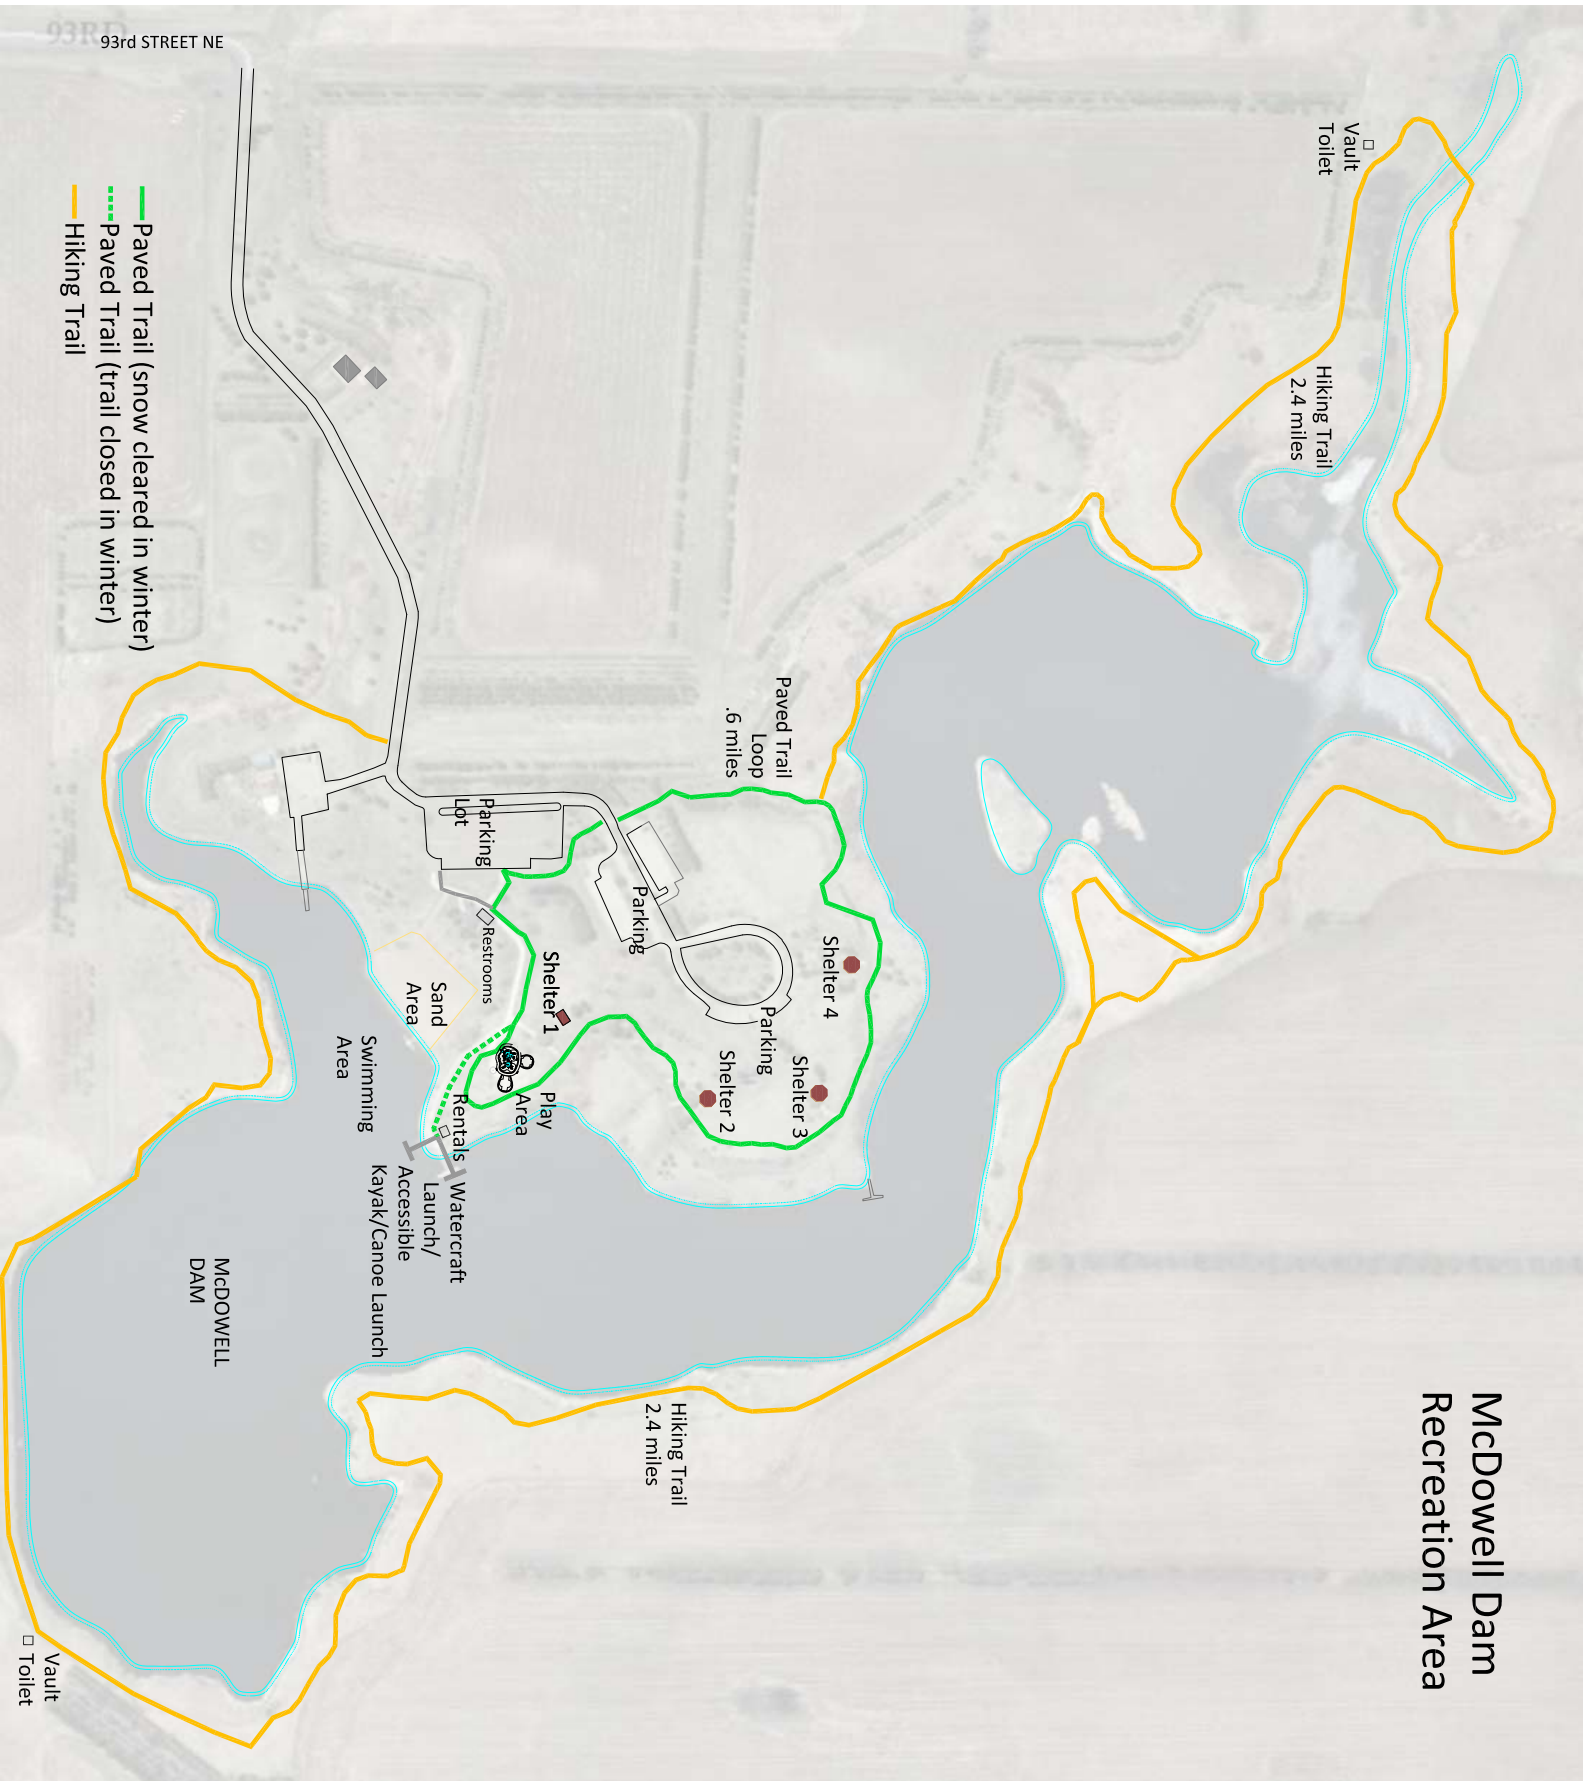 McDowell Dam
Recreation Area
93RD
93rd STREET NE
Paved Trail (snow cleared in winter)
Paved Trail (trail closed in winter)
Hiking Trail
Vault
Toilet
Hiking Trail
2.4 miles
Paved Trail
Loop
.6 miles
Parking
Lot
Parking
Parking
Restrooms
Shelter 1
Shelter 4
Shelter 3
Shelter 2
Sand
Area
Swimming
Area
Play
Area
Rentals
Watercraft
Launch/
Accessible
Kayak/Canoe Launch
McDOWELL
DAM
Hiking Trail
2.4 miles
Vault
Toilet